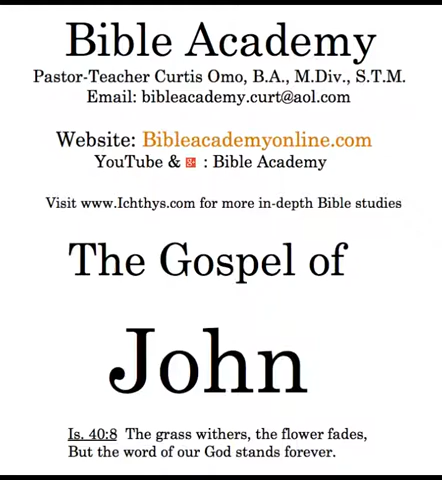 Bible Academy
Pastor-Teacher Curtis Omo, B.A., M.Div., S.T.M.
Email: bibleacademy.curt@aol.com
Website: Bibleacademyonline.com
YouTube & g+ : Bible Academy
Visit www.Ichthys.com for more in-depth Bible studies
The Gospel of
John
Is. 40:8 The grass withers, the flower fades,
But the word of our God stands forever.